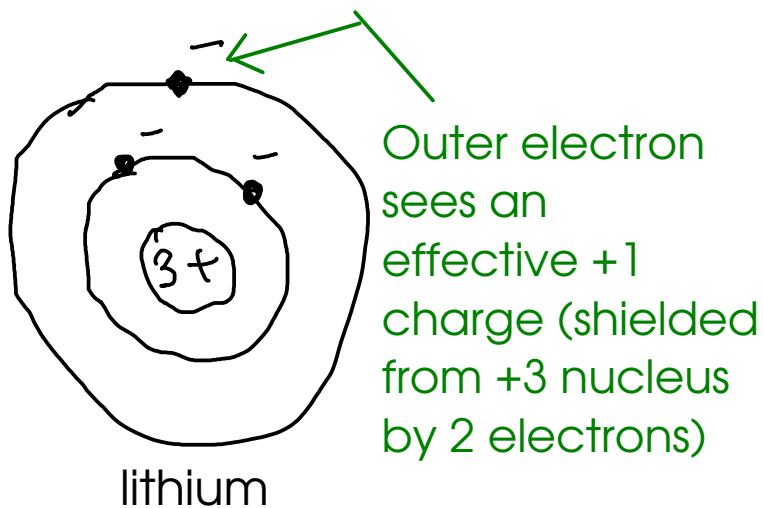 Outer electron
sees an
effective +1
charge (shielded
from +3 nucleus
by 2 electrons)
3+
lithium